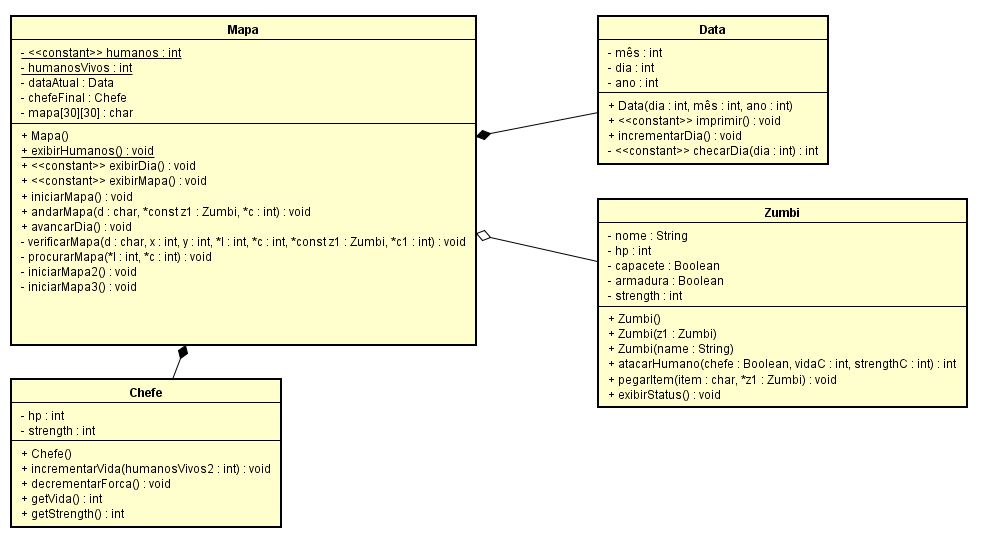 Mapa
- <<constant>> humanos : int
- humanosVivos : int
- dataAtual : Data
- chefeFinal : Chefe
- mapa[30][30] : char
+ Mapa()
+ exibirHumanos() : void
+ <<constant>> exibirDia() : void
+ <<constant>> exibirMapa() : void
+ iniciarMapa() : void
+ andarMapa(d : char, *const z1 : Zumbi, *c : int) : void
+ avancarDia() : void
- verificarMapa(d : char, x : int, y : int, *l : int, *c : int, *const z1 : Zumbi, *c1 : int) : void
- procurarMapa(*l : int, *c : int) : void
- iniciarMapa2() : void
- iniciarMapa3() : void
Data
- mês : int
- dia : int
- ano : int
+ Data(dia : int, mês : int, ano : int)
+ <<constant>> imprimir() : void
+ incrementarDia() : void
- <<constant>> checarDia(dia : int) : int
Zumbi
- nome : String
- hp : int
- capacete : Boolean
- armadura : Boolean
- strength : int
+ Zumbi()
+ Zumbi(z1 : Zumbi)
+ Zumbi(name : String)
+ atacarHumano(chefe : Boolean, vidaC : int, strengthC : int) : int
+ pegarItem(item : char, *z1 : Zumbi) : void
+ exibirStatus() : void
Chefe
- hp : int
- strength : int
+ Chefe()
+ incrementarVida(humanosVivos2 : int) : void
+ decrementarForca() : void
+ getVida() : int
+ getStrength() : int